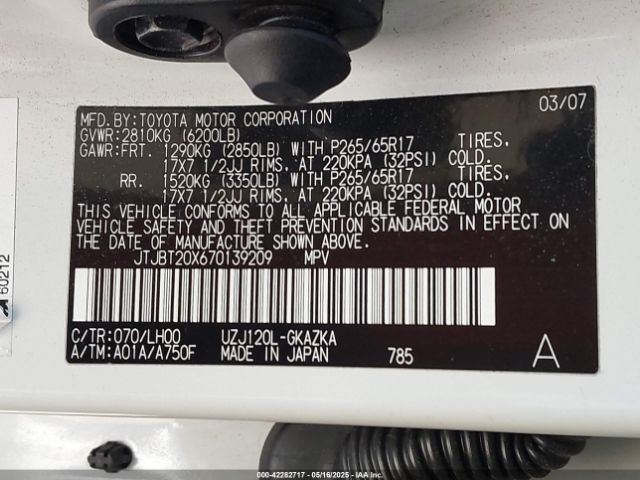 03/07
MFD. BY: TOYOTA MOTOR CORPORATION
GVWR: 2810KG (6200LB)
GAWR: FRT. 1290KG (2850LB) WITH P265/65R17 TIRES,
17X7 1/2JJ RIMS, AT 220KPA (32PSI) COLD.
RR. 1520KG (3350LB) WITH P265/65R17 TIRES,
17X7 1/2JJ RIMS, AT 220KPA (32PSI) COLD.
THIS VEHICLE CONFORMS TO ALL APPLICABLE FEDERAL MOTOR
VEHICLE SAFETY AND THEFT PREVENTION STANDARDS IN EFFECT ON
THE DATE OF MANUFACTURE SHOWN ABOVE.
JTJBT20X670139209 MPV
C/TR: 070/LH00 UZJ120L-GKAZKA
A/TM: A01A/A750F MADE IN JAPAN 785 A
60212
000-42282717 - 05/16/2025 - IAA, Inc.